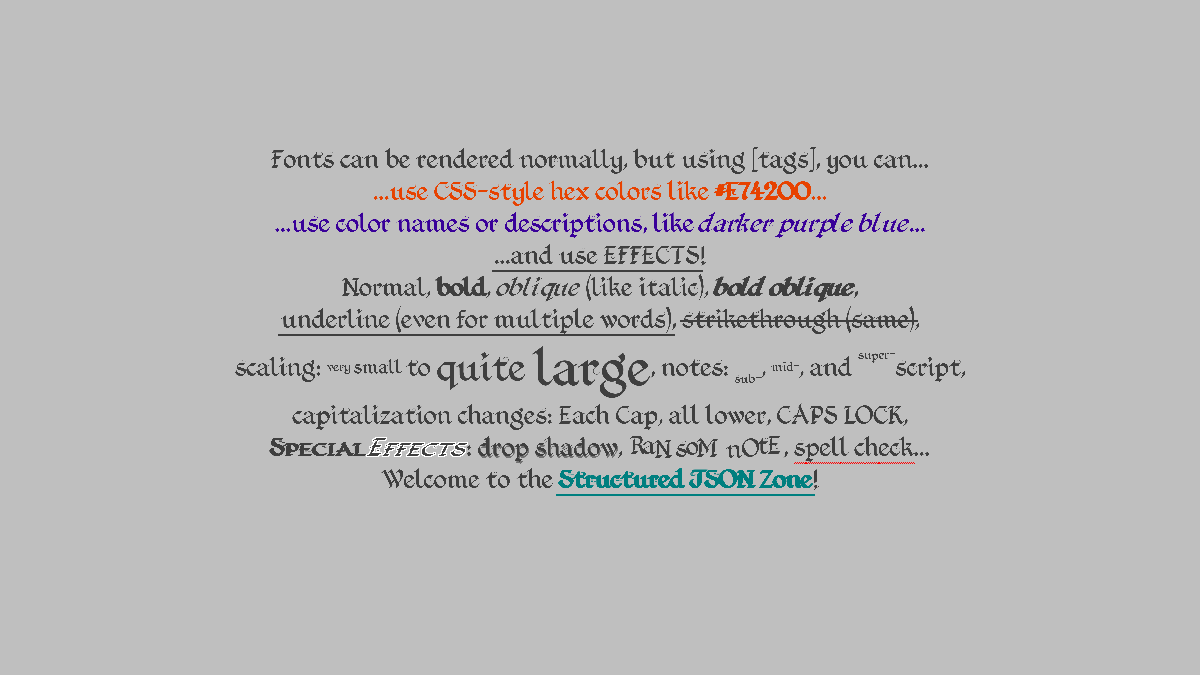 Fonts can be rendered normally, but using [tags], you can...
...use CSS-style hex colors like #E74200...
...use color names or descriptions, like darker purple blue...
...and use EFFECTS!
Normal, bold, oblique (like italic), bold oblique,
underline (even for multiple words), strikethrough (same),
scaling: very small to quite large, notes: sub-, mid-, and super-script,
capitalization changes: Each Cap, all lower, CAPS LOCK,
Special Effects: drop shadow, RaNsoM nOtE, spell check...
Welcome to the Structured JSON Zone!